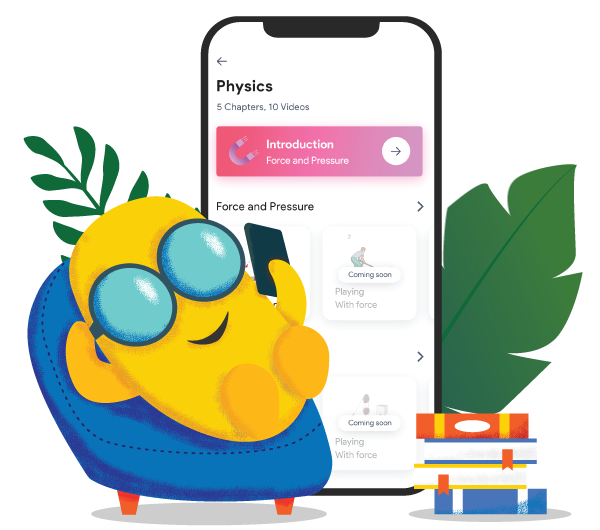 Physics
5 Chapters, 10 Videos
Introduction
Force and Pressure
Force and Pressure
Coming soon
Playing
With force
Coming soon
Playing
With force